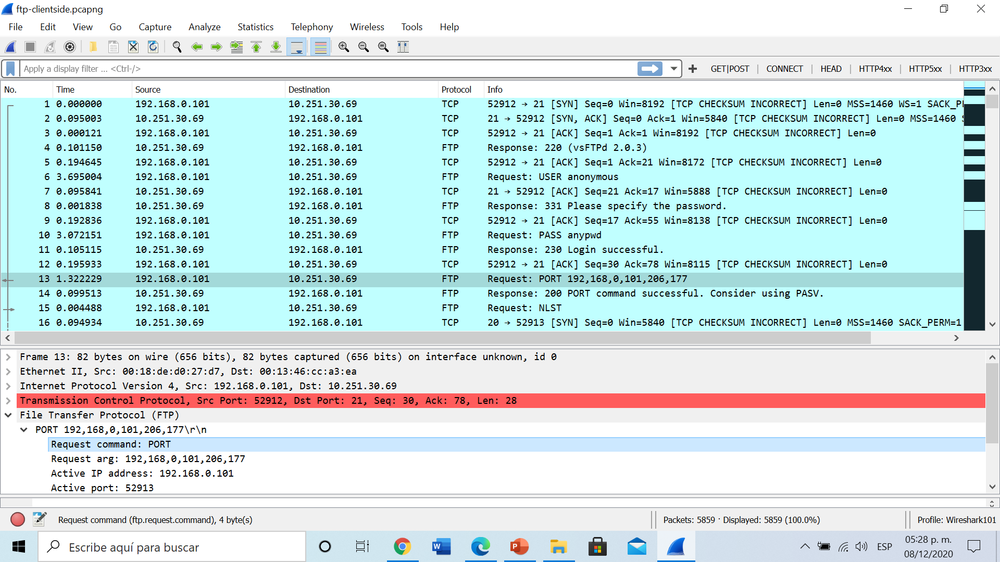 ftp-clientside.pcapng
File Edit View Go Capture Analyze Statistics Telephony Wireless Tools Help
Apply a display filter ... <Ctrl-/>
GET|POST CONNECT HEAD HTTP4xx HTTP5xx HTTP3xx
No. Time Source Destination Protocol Info
1 0.000000 192.168.0.101 10.251.30.69 TCP 52912 → 21 [SYN] Seq=0 Win=8192 [TCP CHECKSUM INCORRECT] Len=0 MSS=1460 WS=1 SACK_P
2 0.095003 10.251.30.69 192.168.0.101 TCP 21 → 52912 [SYN, ACK] Seq=0 Ack=1 Win=5840 [TCP CHECKSUM INCORRECT] Len=0 MSS=1460
3 0.000121 192.168.0.101 10.251.30.69 TCP 52912 → 21 [ACK] Seq=1 Ack=1 Win=8192 [TCP CHECKSUM INCORRECT] Len=0
4 0.101150 10.251.30.69 192.168.0.101 FTP Response: 220 (vsFTPd 2.0.3)
5 0.194645 192.168.0.101 10.251.30.69 TCP 52912 → 21 [ACK] Seq=1 Ack=21 Win=8172 [TCP CHECKSUM INCORRECT] Len=0
6 3.695004 192.168.0.101 10.251.30.69 FTP Request: USER anonymous
7 0.095841 10.251.30.69 192.168.0.101 TCP 21 → 52912 [ACK] Seq=21 Ack=17 Win=5888 [TCP CHECKSUM INCORRECT] Len=0
8 0.001838 10.251.30.69 192.168.0.101 FTP Response: 331 Please specify the password.
9 0.192836 192.168.0.101 10.251.30.69 TCP 52912 → 21 [ACK] Seq=17 Ack=55 Win=8138 [TCP CHECKSUM INCORRECT] Len=0
10 3.072151 192.168.0.101 10.251.30.69 FTP Request: PASS anypwd
11 0.105115 10.251.30.69 192.168.0.101 FTP Response: 230 Login successful.
12 0.195933 192.168.0.101 10.251.30.69 TCP 52912 → 21 [ACK] Seq=30 Ack=78 Win=8115 [TCP CHECKSUM INCORRECT] Len=0
13 1.322229 192.168.0.101 10.251.30.69 FTP Request: PORT 192,168,0,101,206,177
14 0.099513 10.251.30.69 192.168.0.101 FTP Response: 200 PORT command successful. Consider using PASV.
15 0.004488 192.168.0.101 10.251.30.69 FTP Request: NLST
16 0.094934 10.251.30.69 192.168.0.101 TCP 20 → 52913 [SYN] Seq=0 Win=5840 [TCP CHECKSUM INCORRECT] Len=0 MSS=1460 SACK_PERM=1
Frame 13: 82 bytes on wire (656 bits), 82 bytes captured (656 bits) on interface unknown, id 0
Ethernet II, Src: 00:18:de:d0:27:d7, Dst: 00:13:46:cc:a3:ea
Internet Protocol Version 4, Src: 192.168.0.101, Dst: 10.251.30.69
Transmission Control Protocol, Src Port: 52912, Dst Port: 21, Seq: 30, Ack: 78, Len: 28
File Transfer Protocol (FTP)
PORT 192,168,0,101,206,177\r\n
Request command: PORT
Request arg: 192,168,0,101,206,177
Active IP address: 192.168.0.101
Active port: 52913
Request command (ftp.request.command), 4 byte(s)
Packets: 5859 · Displayed: 5859 (100.0%)
Profile: Wireshark101
Escribe aquí para buscar
ESP
05:28 p. m.
08/12/2020